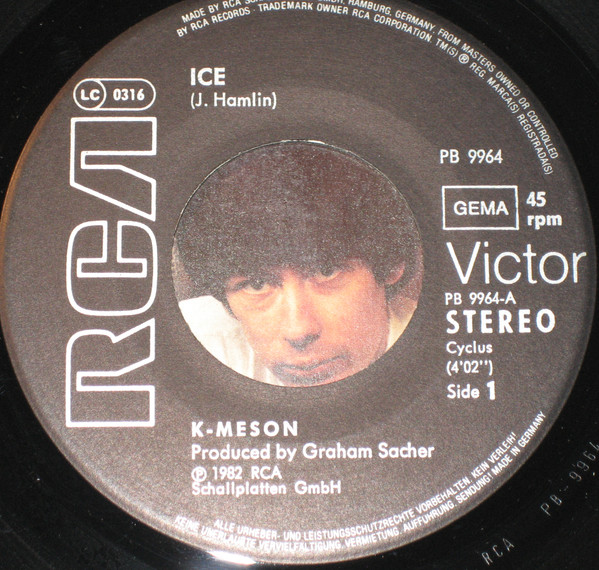 MADE BY RCA HAMBURG, GERMANY, FROM MASTERS OWNED OR CONTROLLED
BY RCA RECORDS · TRADEMARK OWNER RCA CORPORATION. TM(S) ® REG. MARCA(S) REGISTRADA(S)
ICE
(J. Hamlin)
LC 0316
PB 9964
GEMA
45
rpm
RCA
Victor
PB 9964-A
STEREO
Cyclus
(4'02")
Side 1
K-MESON
Produced by Graham Sacher
℗ 1982 RCA
Schallplatten GmbH
ALLE URHEBER- UND LEISTUNGSSCHUTZRECHTE VORBEHALTEN. KEIN VERLEIH!
KEINE UNERLAUBTE VERVIELFÄLTIGUNG, VERMIETUNG, AUFFÜHRUNG, SENDUNG! MADE IN GERMANY
RCA PB-9964